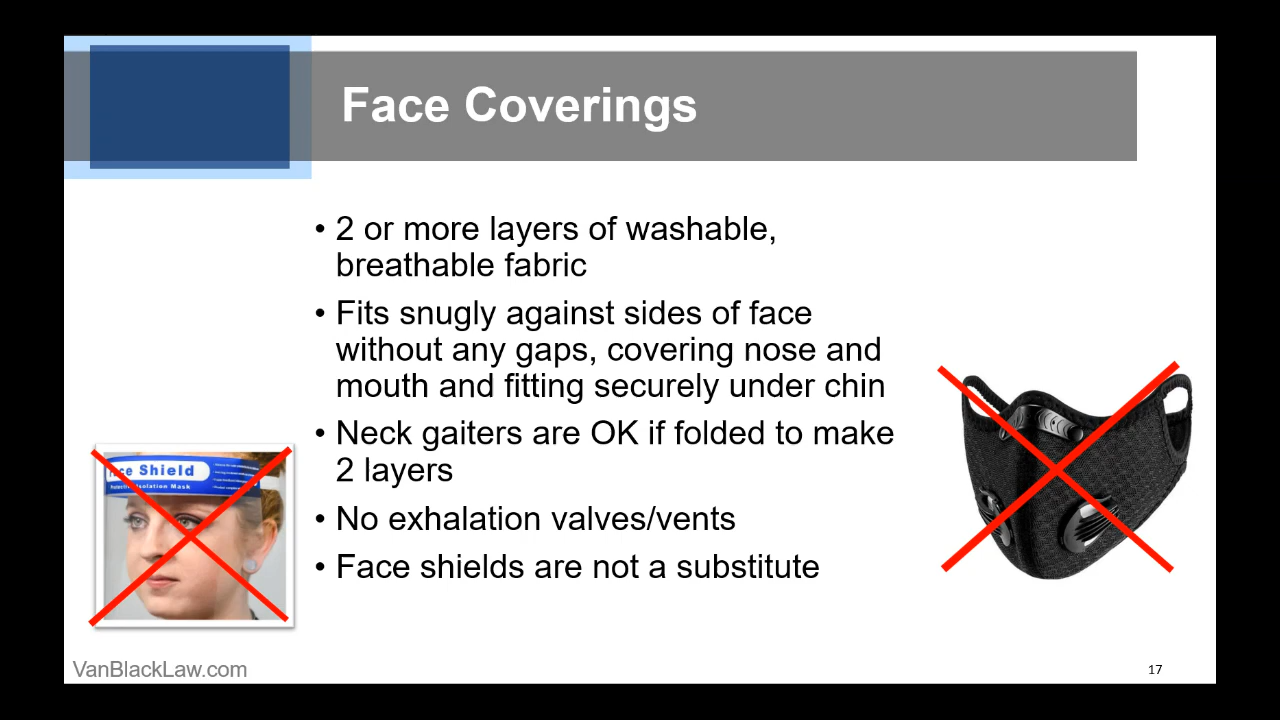 Face Coverings
• 2 or more layers of washable,
breathable fabric
• Fits snugly against sides of face
without any gaps, covering nose and
mouth and fitting securely under chin
• Neck gaiters are OK if folded to make
2 layers
• No exhalation valves/vents
• Face shields are not a substitute
Shield
Isolation Mask
VanBlackLaw.com
17